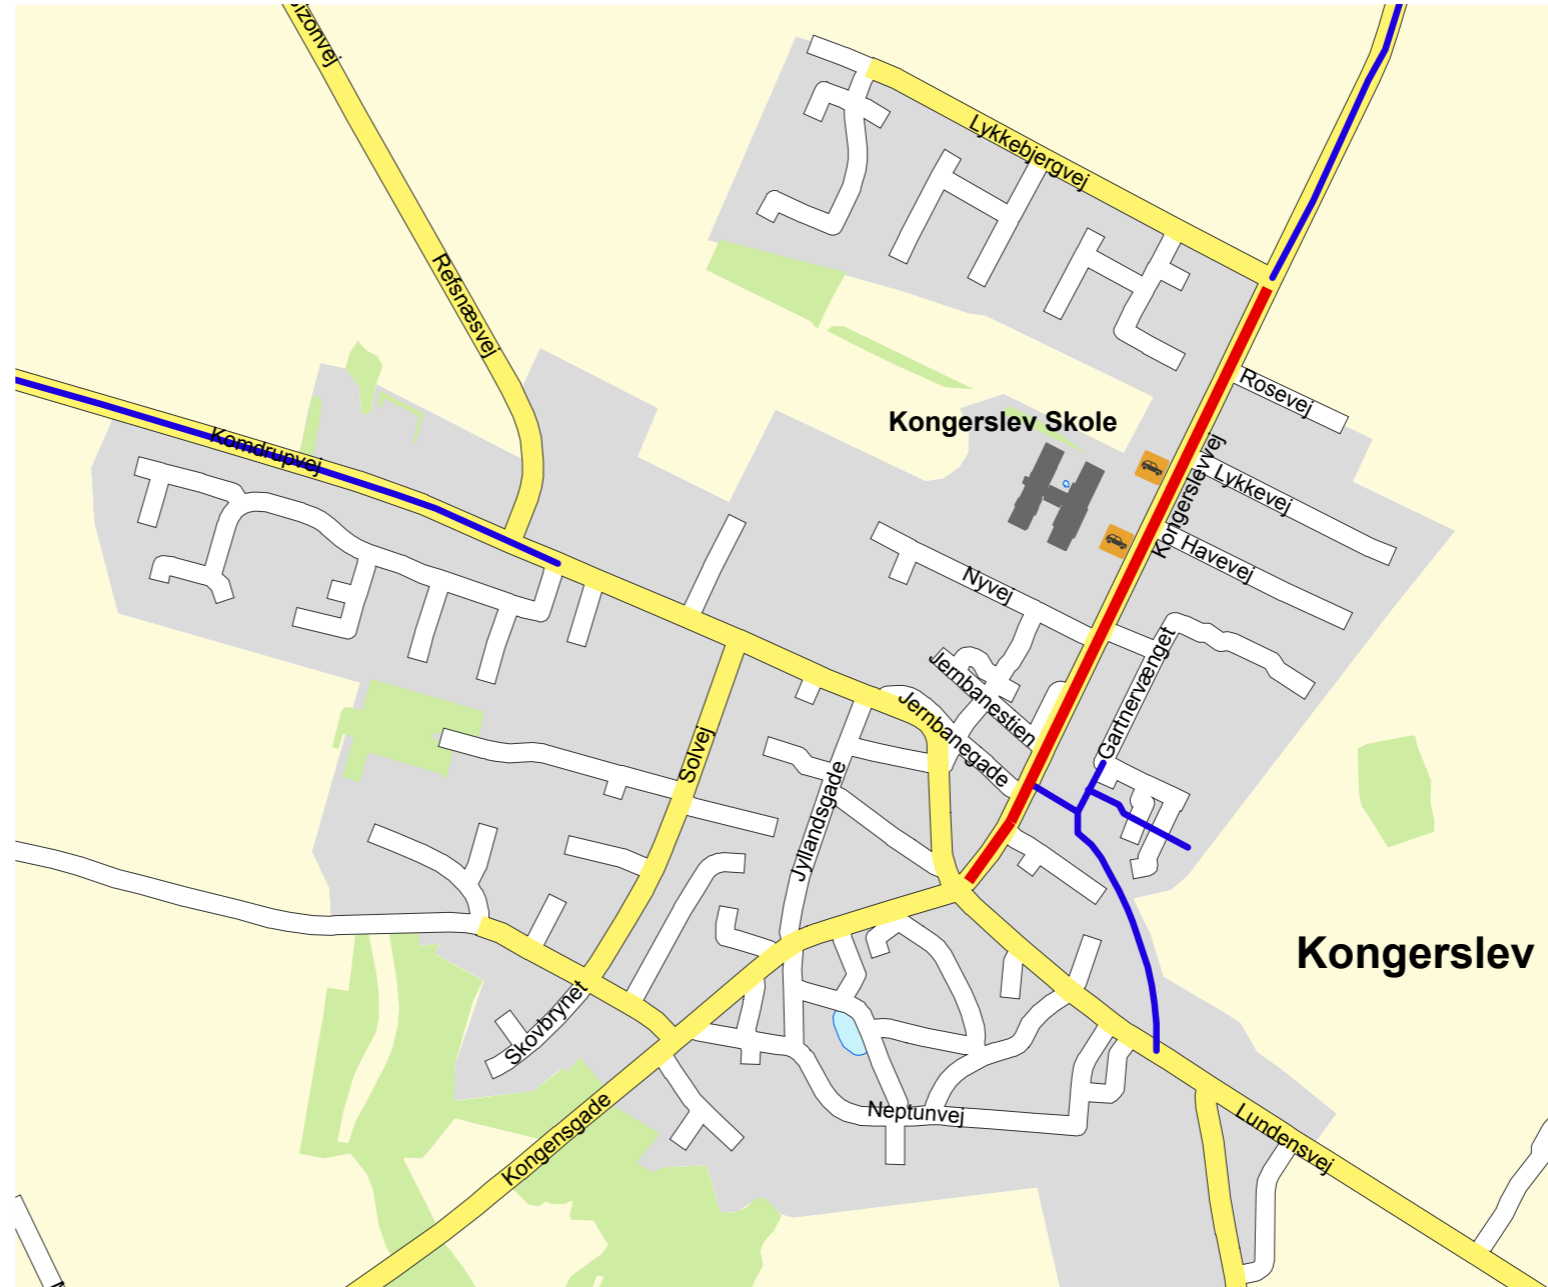 Lykkebjergvej
Refsnæsvej
Rosevej
Kongerslev Skole
Komdrupvej
Kongerslevvej
Lykkevej
Havevej
Nyvej
Gartnervænget
Jernbanestien
Jernbanegade
Solvej
Jyllandsgade
Kongerslev
Skovbrynet
Neptunvej
Kongensgade
Lundensvej